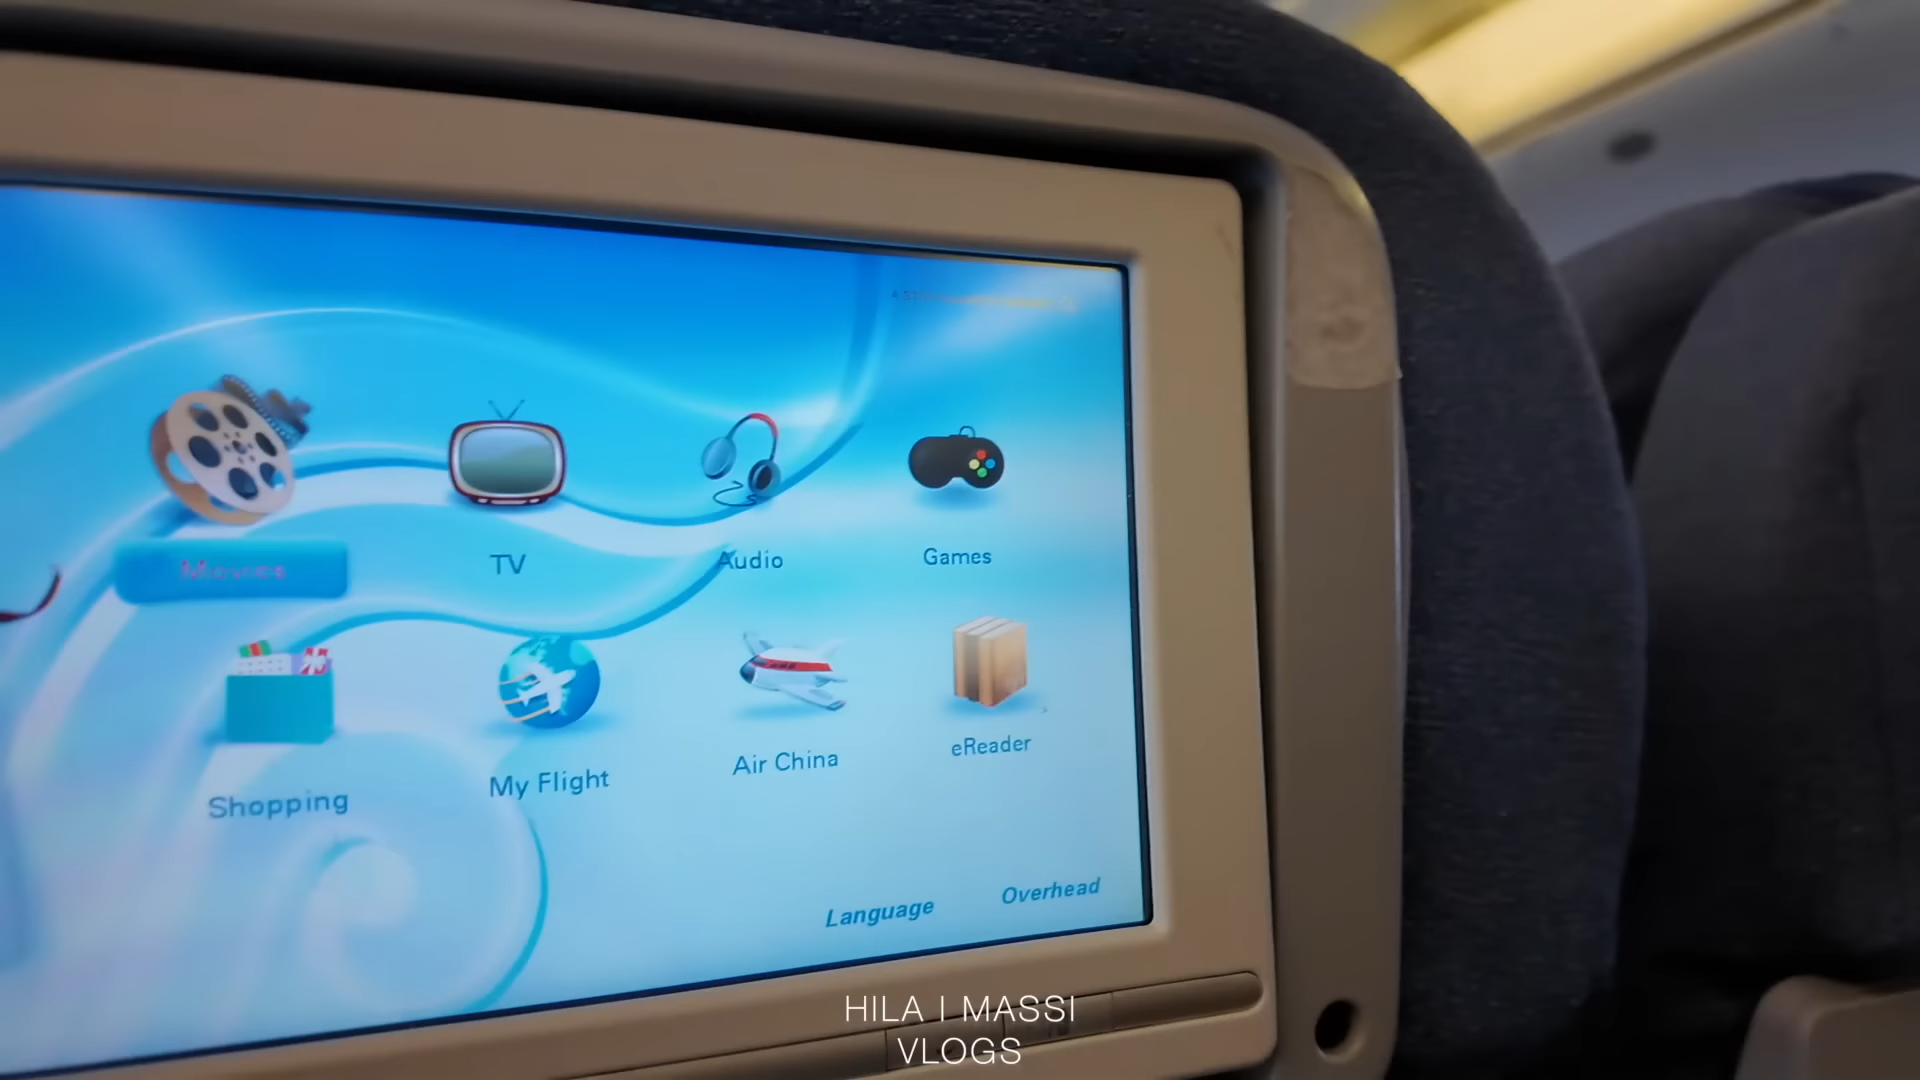 Movies
TV
Audio
Games
Shopping
My Flight
Air China
eReader
Language
Overhead
HILA I MASSI
VLOGS